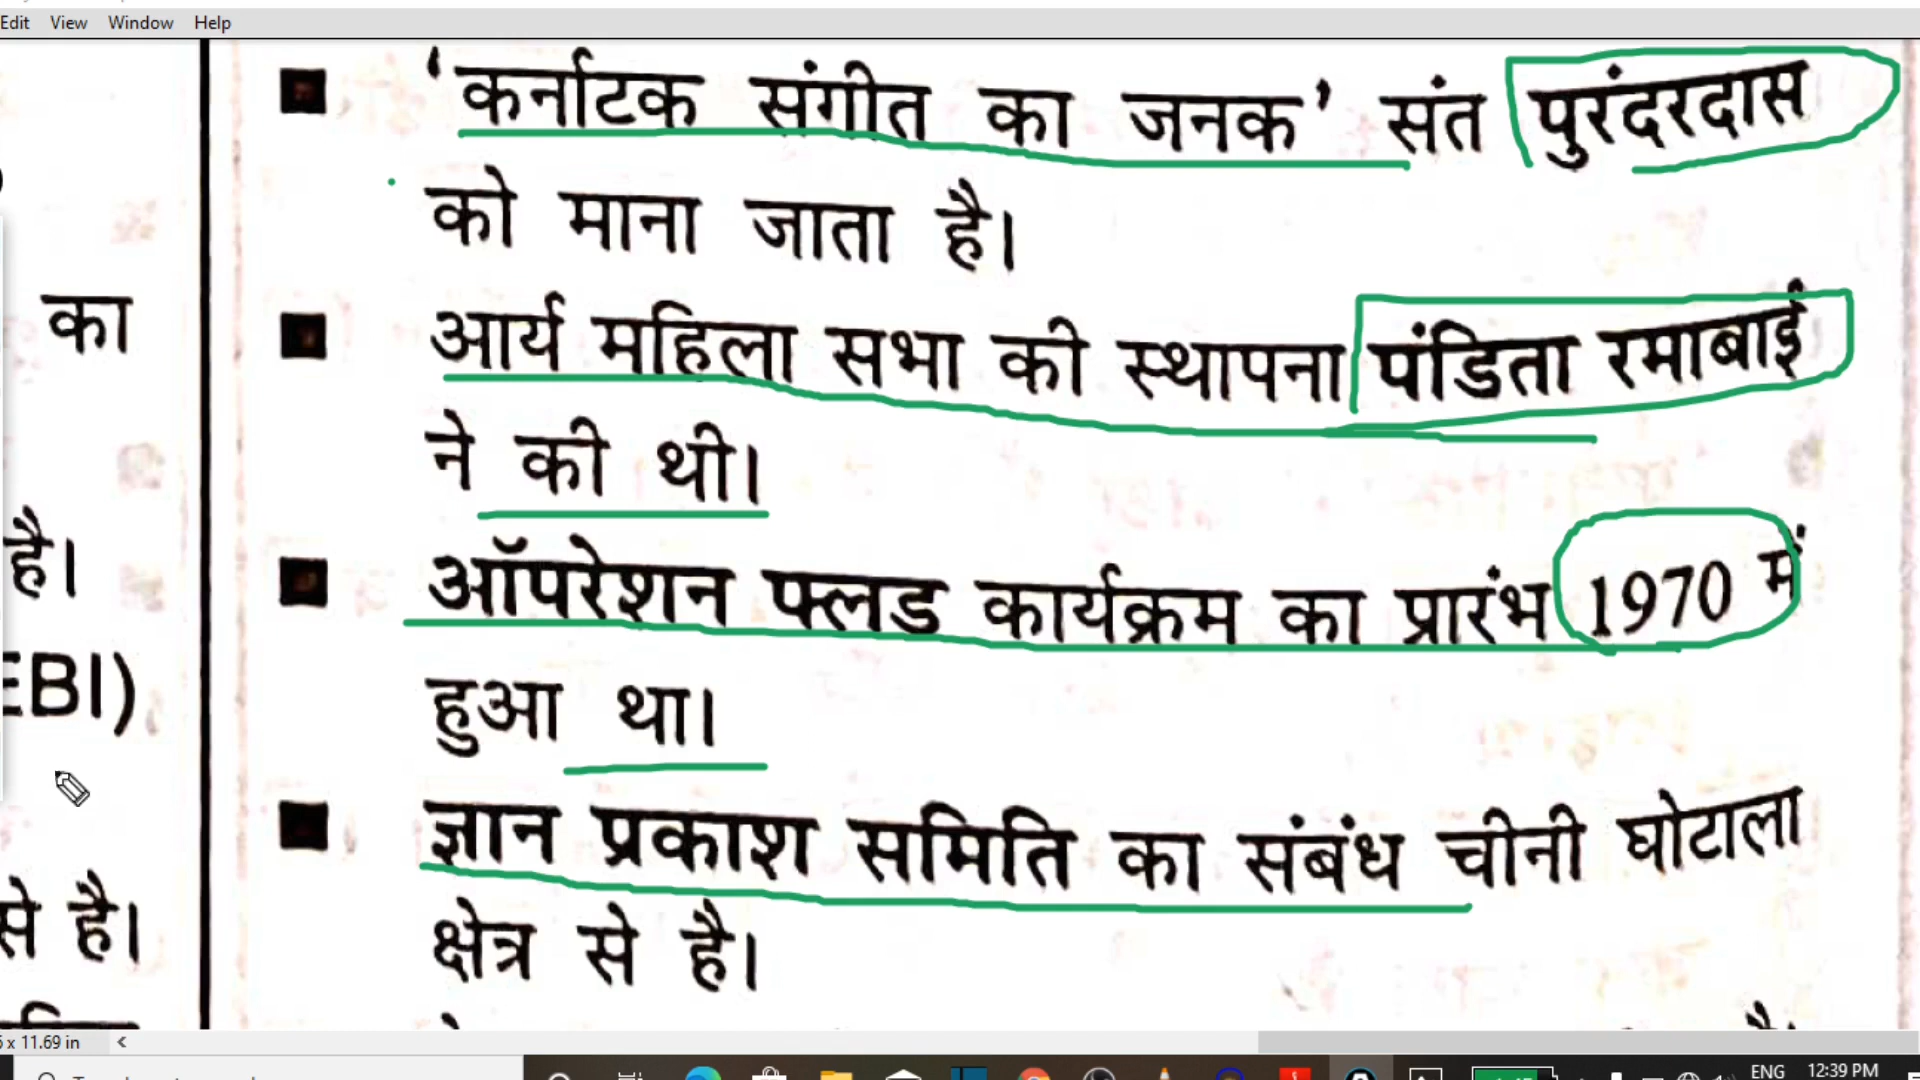 Edit View Window Help
का
है।
EBI)
से है।
'कर्नाटक संगीत का जनक' संत पुरंदरदास
को माना जाता है।
आर्य महिला सभा की स्थापना पंडिता रमाबाई
ने की थी।
ऑपरेशन फ्लड कार्यक्रम का प्रारंभ 1970 में
हुआ था।
ज्ञान प्रकाश समिति का संबंध चीनी घोटाला
क्षेत्र से है।
x 11.69 in
ENG 12:39 PM